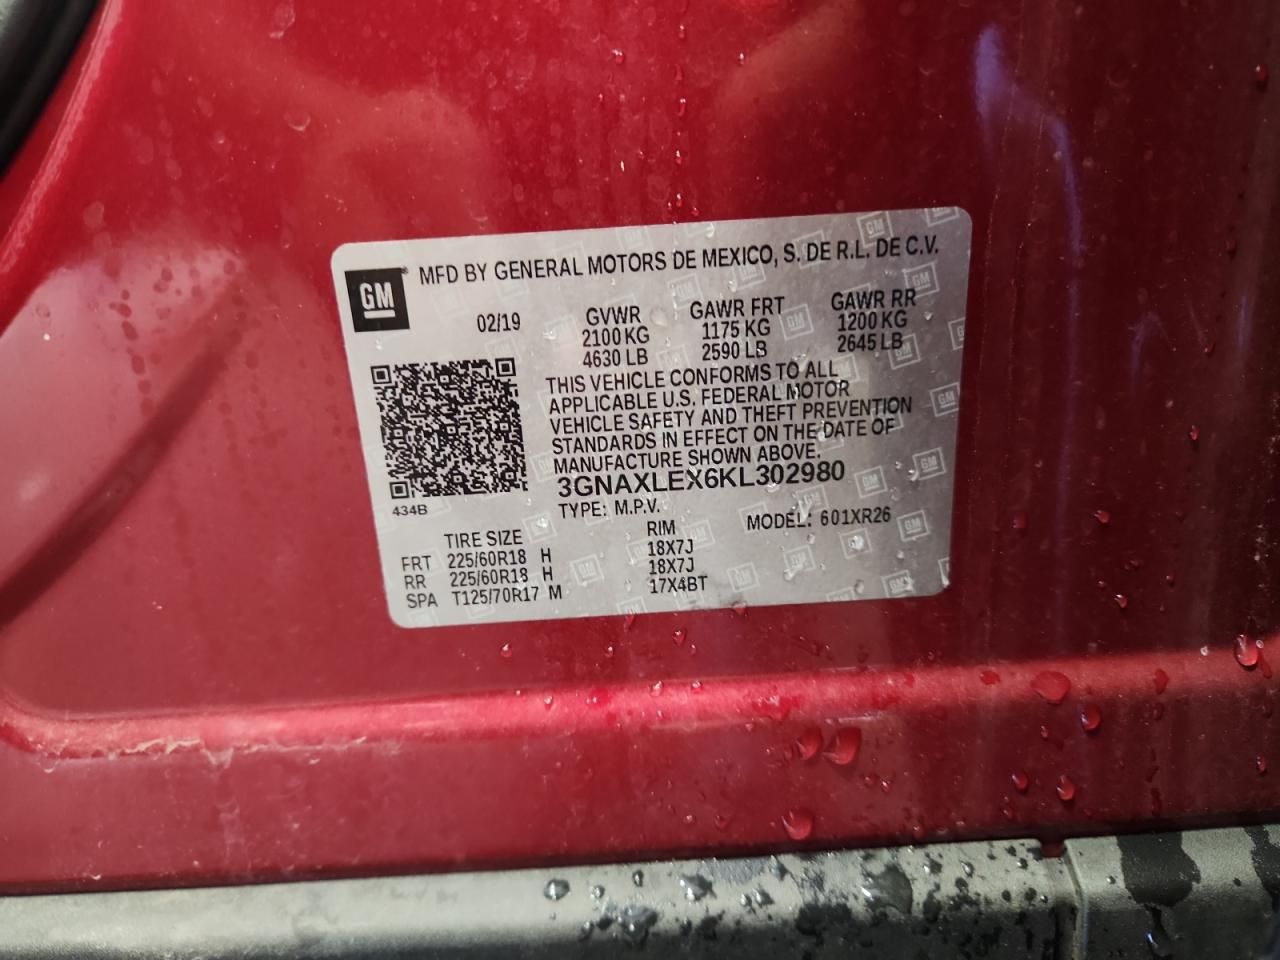 GM MFD BY GENERAL MOTORS DE MEXICO, S. DE R.L. DE C.V.
02/19 GVWR GAWR FRT GAWR RR
2100 KG 1175 KG 1200 KG
4630 LB 2590 LB 2645 LB
THIS VEHICLE CONFORMS TO ALL
APPLICABLE U.S. FEDERAL MOTOR
VEHICLE SAFETY AND THEFT PREVENTION
STANDARDS IN EFFECT ON THE DATE OF
MANUFACTURE SHOWN ABOVE.
3GNAXLEX6KL302980
434B
TYPE: M.P.V. MODEL: 601XR26
TIRE SIZE RIM
FRT 225/60R18 H 18X7J
RR 225/60R18 H 18X7J
SPA T125/70R17 M 17X4BT